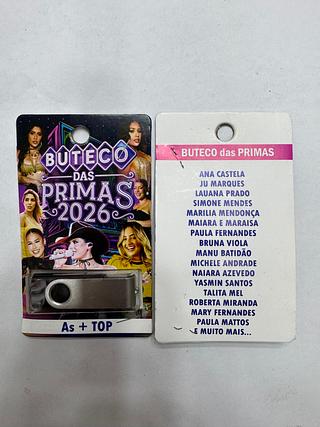 BUTECO
DAS
PRIMAS
2026
As + TOP
BUTECO das PRIMAS
ANA CASTELA
JU MARQUES
LAUANA PRADO
SIMONE MENDES
MARILIA MENDONÇA
MAIARA E MARAISA
PAULA FERNANDES
BRUNA VIOLA
MANU BATIDÃO
MICHELE ANDRADE
NAIARA AZEVEDO
YASMIN SANTOS
TALITA MEL
ROBERTA MIRANDA
MARY FERNANDES
PAULA MATTOS
E MUITO MAIS...